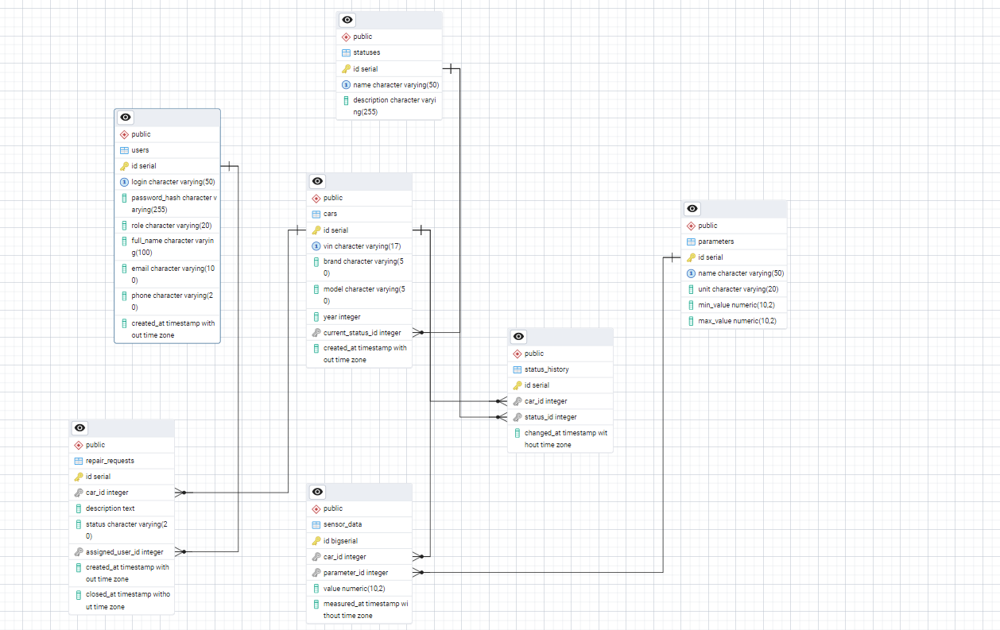 public
statuses
id serial
name character varying(50)
description character varyi
ng(255)
public
users
id serial
login character varying(50)
password_hash character v
arying(255)
role character varying(20)
full_name character varyin
g(100)
email character varying(10
0)
phone character varying(2
0)
created_at timestamp with
out time zone
public
cars
id serial
vin character varying(17)
brand character varying(5
0)
model character varying(5
0)
year integer
current_status_id integer
created_at timestamp with
out time zone
public
parameters
id serial
name character varying(50)
unit character varying(20)
min_value numeric(10,2)
max_value numeric(10,2)
public
status_history
id serial
car_id integer
status_id integer
changed_at timestamp wit
hout time zone
public
repair_requests
id serial
car_id integer
description text
status character varying(2
0)
assigned_user_id integer
created_at timestamp with
out time zone
closed_at timestamp witho
ut time zone
public
sensor_data
id bigserial
car_id integer
parameter_id integer
value numeric(10,2)
measured_at timestamp wi
thout time zone